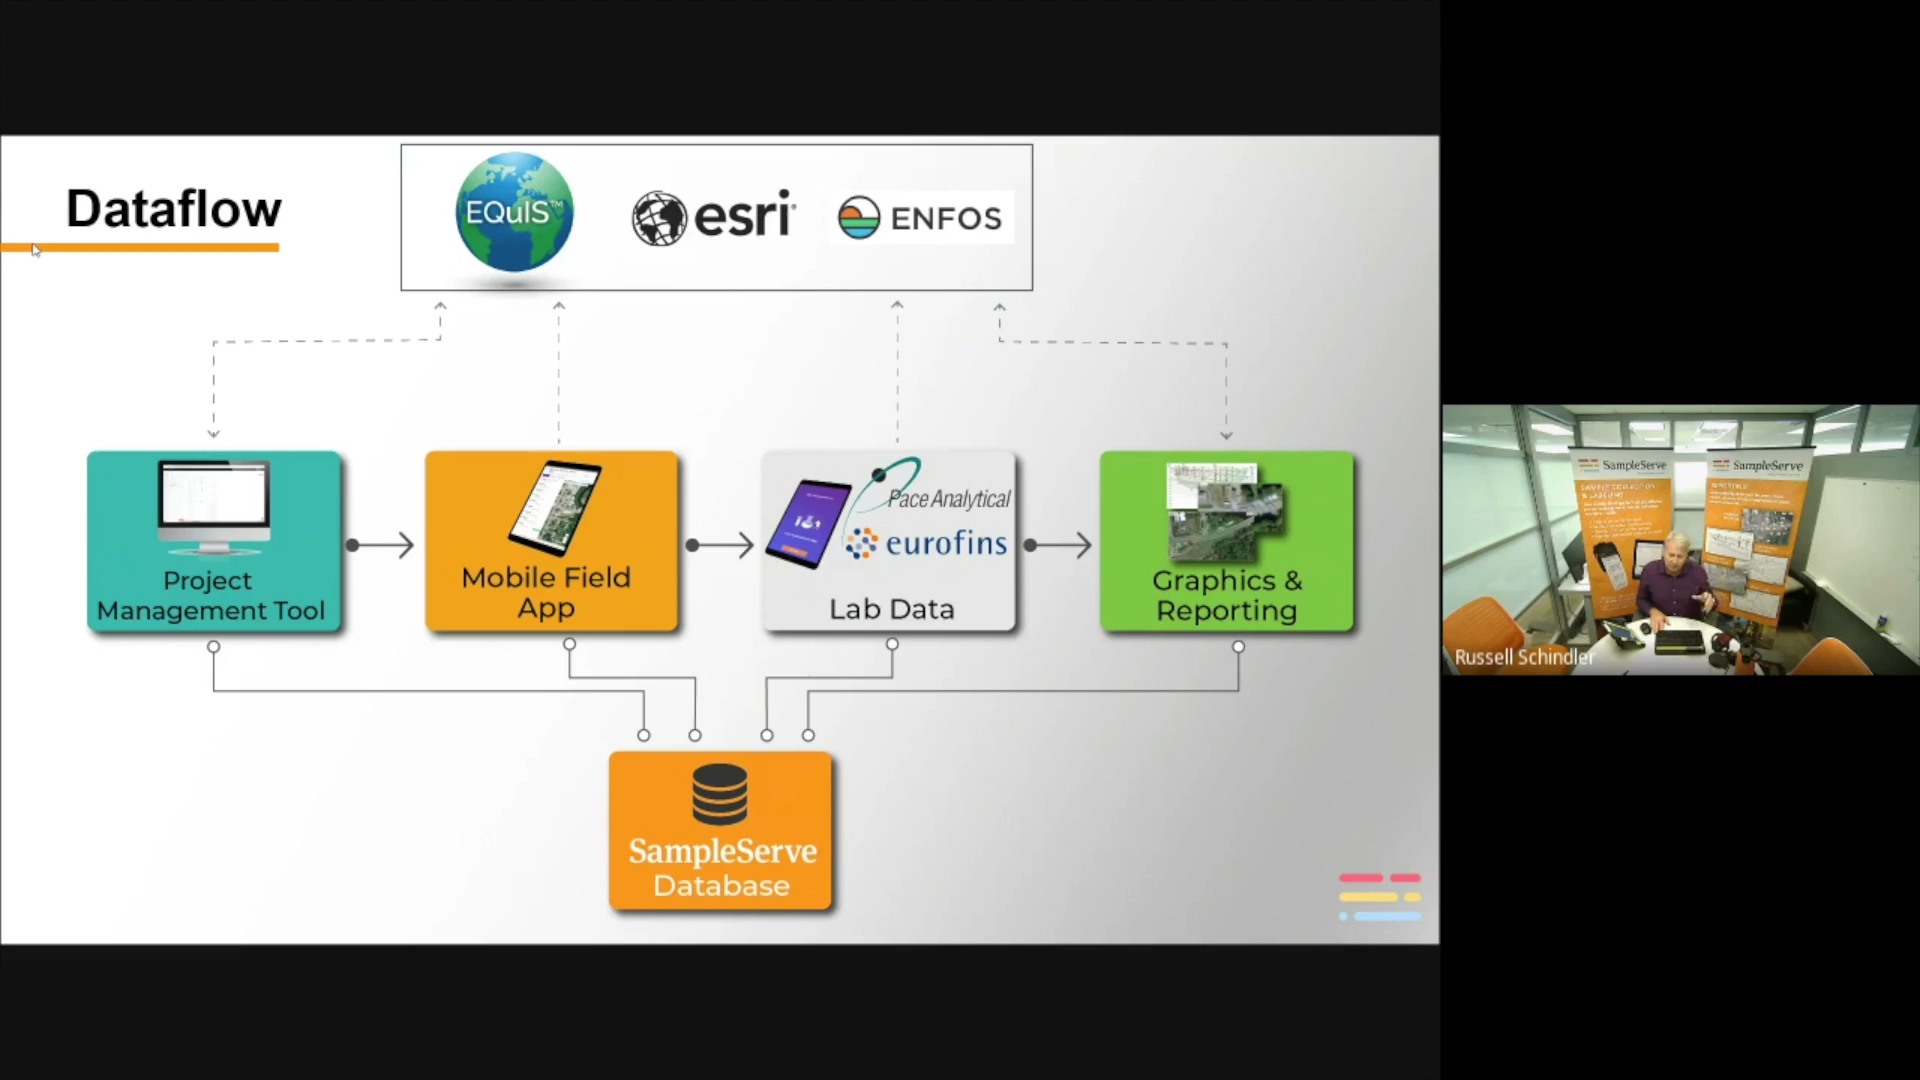 Dataflow
EQuIS™
esri
ENFOS
Project
Management Tool
Mobile Field
App
Pace Analytical
eurofins
Lab Data
Graphics &
Reporting
SampleServe
Database
SampleServe
SampleServe
Russell Schindler